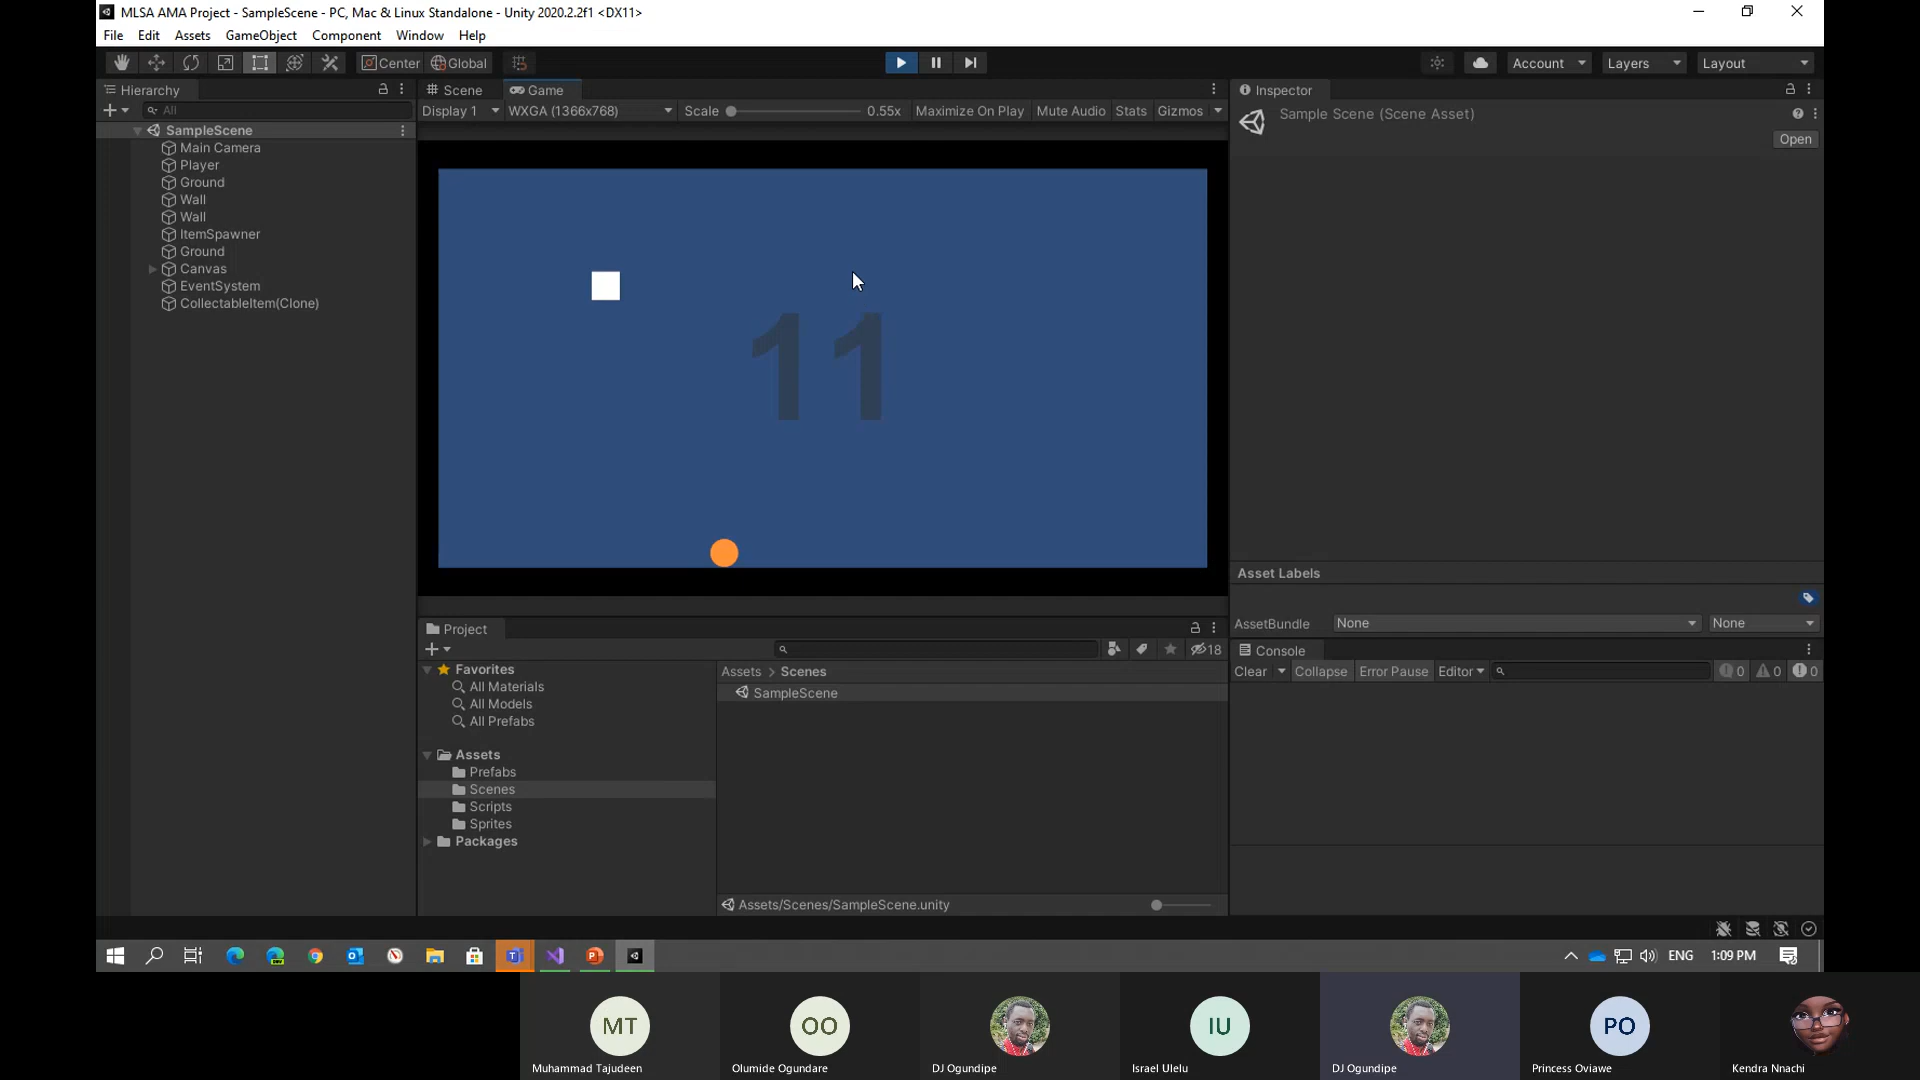 MLSA AMA Project - SampleScene - PC, Mac & Linux Standalone - Unity 2020.2.2f1 <DX11>
File Edit Assets GameObject Component Window Help
Center Global Account Layers Layout
Hierarchy
All
SampleScene
Main Camera
Player
Ground
Wall
Wall
ItemSpawner
Ground
Canvas
EventSystem
CollectableItem(Clone)
Scene Game
Display 1 WXGA (1366x768) Scale 0.55x Maximize On Play Mute Audio Stats Gizmos
11
Inspector
Sample Scene (Scene Asset)
Open
Asset Labels
AssetBundle None None
Project
18
Favorites
All Materials
All Models
All Prefabs
Assets
Prefabs
Scenes
Scripts
Sprites
Packages
Assets > Scenes
SampleScene
Assets/Scenes/SampleScene.unity
Console
Clear Collapse Error Pause Editor 0 0 0
ENG 1:09 PM
MT OO IU PO
Muhammad Tajudeen Olumide Ogundare DJ Ogundipe Israel Ulelu DJ Ogundipe Princess Oviawe Kendra Nnachi